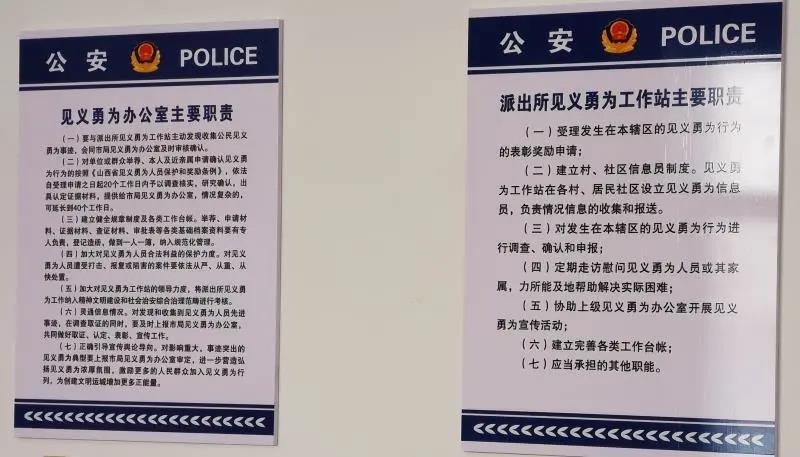 公安 POLICE
见义勇为办公室主要职责
（一）要与派出所见义勇为工作站主动发现收集公民见义
勇为事迹，会同市局见义勇为办公室及时审核确认。
（二）对单位或群众举荐、本人及近亲属申请确认见义勇
为行为的按照《山西省见义勇为人员保护和奖励条例》，依法
自受理申请之日起20个工作日内予以调查核实，研究确认，出
具认定证据材料，提供给市局见义勇为办公室，情况复杂的，
可延长到40个工作日。
（三）建立健全规章制度及各类工作台帐。举荐、申请材
料、证据材料、查证材料、审批表等各类基础档案资料要有专
人负责，登记造册，做到一人一簿，纳入规范化管理。
（四）加大对见义勇为人员合法利益的保护力度。对见义
勇为人员遭受打击、报复或陷害的案件要依法从严、从重、从
快处置。
（五）加大对见义勇为工作站的领导力度，将派出所见义
勇为工作纳入精神文明建设和社会治安综合治理范畴进行考核。
（六）灵通信息情况。对发现和收集到见义勇为人员先进
事迹，在调查取证的同时，要及时上报市局见义勇为办公室，
共同做好取证、认定、表彰、宣传工作。
（七）正确引导宣传舆论导向。对影响重大、事迹突出的
见义勇为典型要上报市局见义勇为办公室审定，进一步营造弘
扬见义勇为浓厚氛围，激励更多的人民群众加入见义勇为行
列，为创建文明运城增加更多正能量。
公安 POLICE
派出所见义勇为工作站主要职责
（一）受理发生在本辖区的见义勇为行为
的表彰奖励申请；
（二）建立村、社区信息员制度。见义勇
为工作站在各村、居民社区设立见义勇为信息
员，负责情况信息的收集和报送。
（三）对发生在本辖区的见义勇为行为进
行调查、确认和申报；
（四）定期走访慰问见义勇为人员或其家
属，力所能及地帮助解决实际困难；
（五）协助上级见义勇为办公室开展见义
勇为宣传活动；
（六）建立完善各类工作台帐；
（七）应当承担的其他职能。